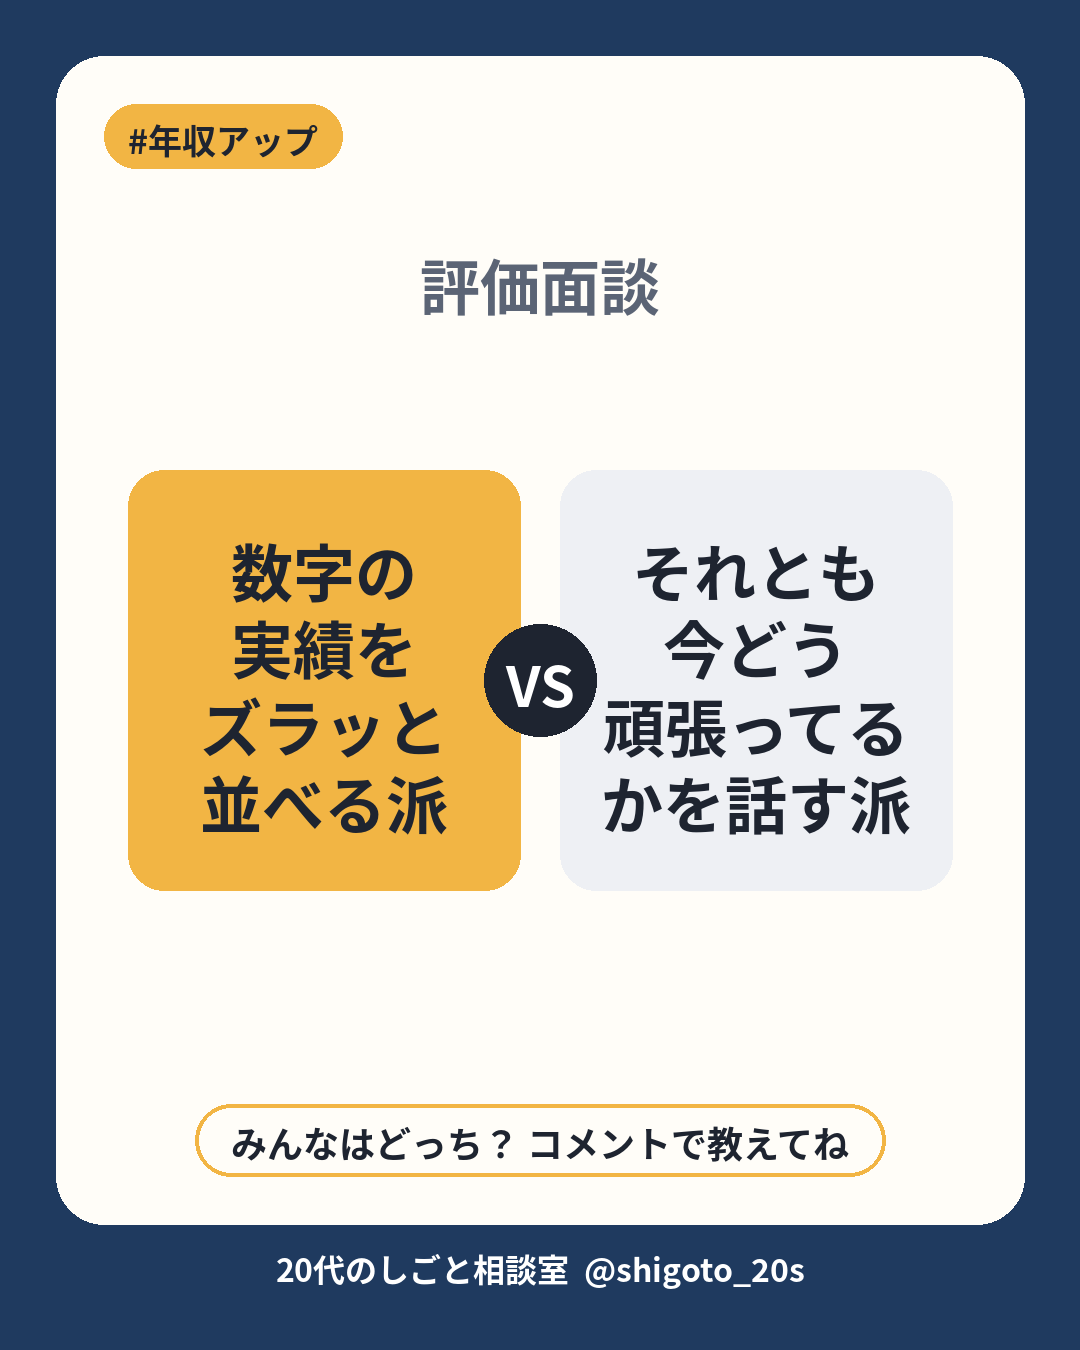 #年収アップ
評価面談
数字の
実績を
ズラッと
並べる派
VS
それとも
今どう
頑張ってる
かを話す派
みんなはどっち？ コメントで教えてね
20代のしごと相談室 @shigoto_20s